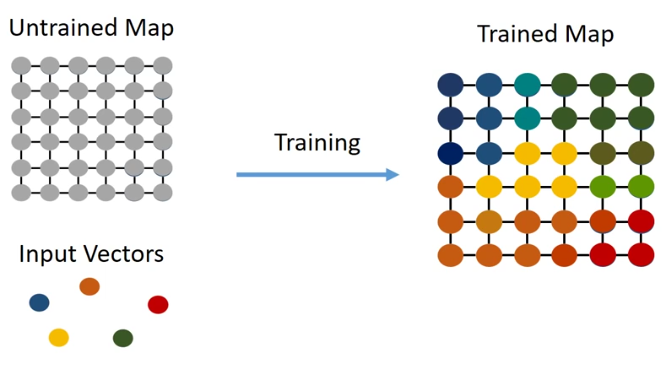 Untrained Map
Trained Map
Training
Input Vectors